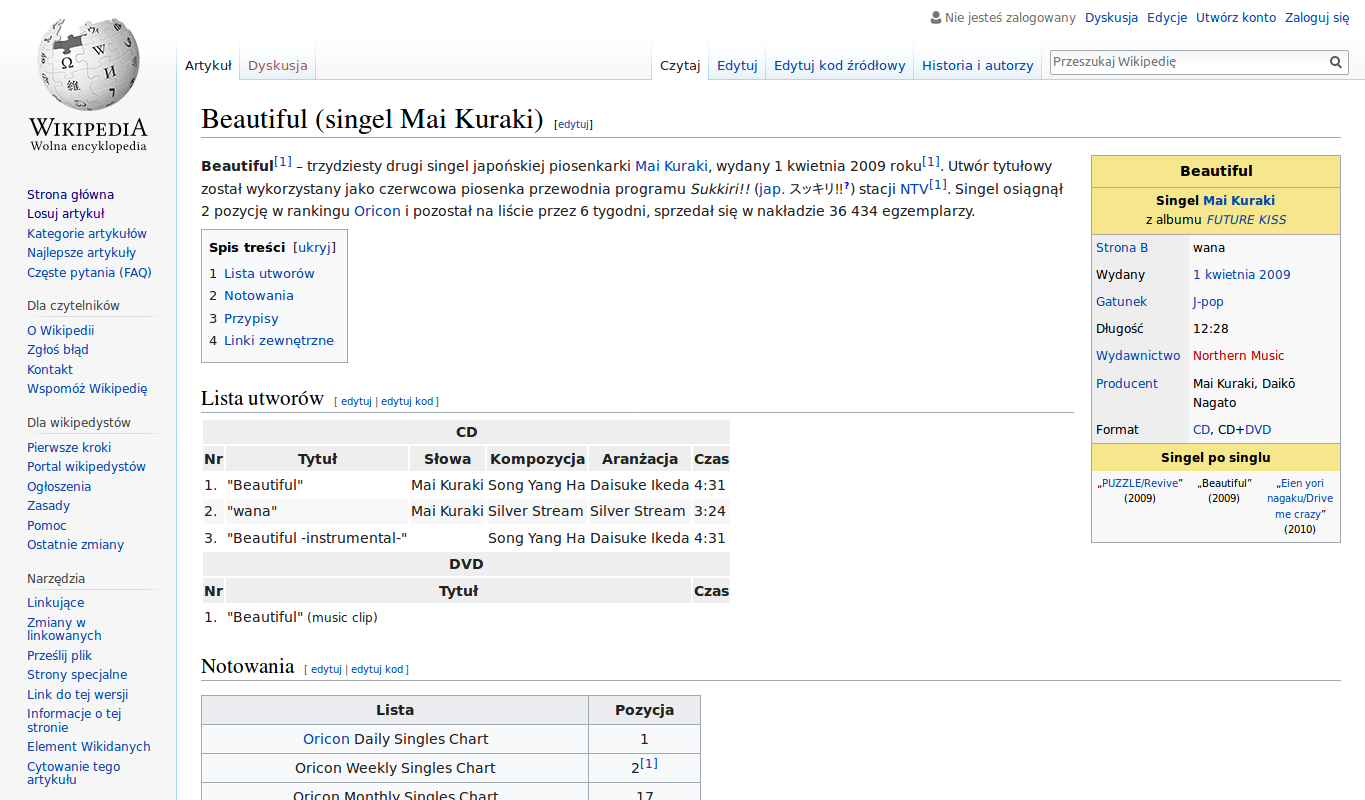 Nie jesteś zalogowany Dyskusja Edycje Utwórz konto Zaloguj się
Artykuł Dyskusja Czytaj Edytuj Edytuj kod źródłowy Historia i autorzy Przeszukaj Wikipedię
WIKIPEDIA
Wolna encyklopedia
Strona główna
Losuj artykuł
Kategorie artykułów
Najlepsze artykuły
Częste pytania (FAQ)
Dla czytelników
O Wikipedii
Zgłoś błąd
Kontakt
Wspomóż Wikipedię
Dla wikipedystów
Pierwsze kroki
Portal wikipedystów
Ogłoszenia
Zasady
Pomoc
Ostatnie zmiany
Narzędzia
Linkujące
Zmiany w
linkowanych
Prześlij plik
Strony specjalne
Link do tej wersji
Informacje o tej
stronie
Element Wikidanych
Cytowanie tego
artykułu
Beautiful (singel Mai Kuraki) [edytuj]
Beautiful[1] – trzydziesty drugi singel japońskiej piosenkarki Mai Kuraki, wydany 1 kwietnia 2009 roku[1]. Utwór tytułowy
został wykorzystany jako czerwcowa piosenka przewodnia programu Sukkiri!! (jap. スッキリ!!?) stacji NTV[1]. Singel osiągnął
2 pozycję w rankingu Oricon i pozostał na liście przez 6 tygodni, sprzedał się w nakładzie 36 434 egzemplarzy.
Spis treści [ukryj]
1 Lista utworów
2 Notowania
3 Przypisy
4 Linki zewnętrzne
Beautiful
Singel Mai Kuraki
z albumu FUTURE KISS
Strona B wana
Wydany 1 kwietnia 2009
Gatunek J-pop
Długość 12:28
Wydawnictwo Northern Music
Producent Mai Kuraki, Daikō
Nagato
Format CD, CD+DVD
Singel po singlu
„PUZZLE/Revive” „Beautiful” „Eien yori
(2009) (2009) nagaku/Drive
me crazy”
(2010)
Lista utworów [ edytuj | edytuj kod ]
CD
Nr Tytuł Słowa Kompozycja Aranżacja Czas
1. "Beautiful" Mai Kuraki Song Yang Ha Daisuke Ikeda 4:31
2. "wana" Mai Kuraki Silver Stream Silver Stream 3:24
3. "Beautiful -instrumental-" Song Yang Ha Daisuke Ikeda 4:31
DVD
Nr Tytuł Czas
1. "Beautiful" (music clip)
Notowania [ edytuj | edytuj kod ]
Lista Pozycja
Oricon Daily Singles Chart 1
Oricon Weekly Singles Chart 2[1]
Oricon Monthly Singles Chart 17